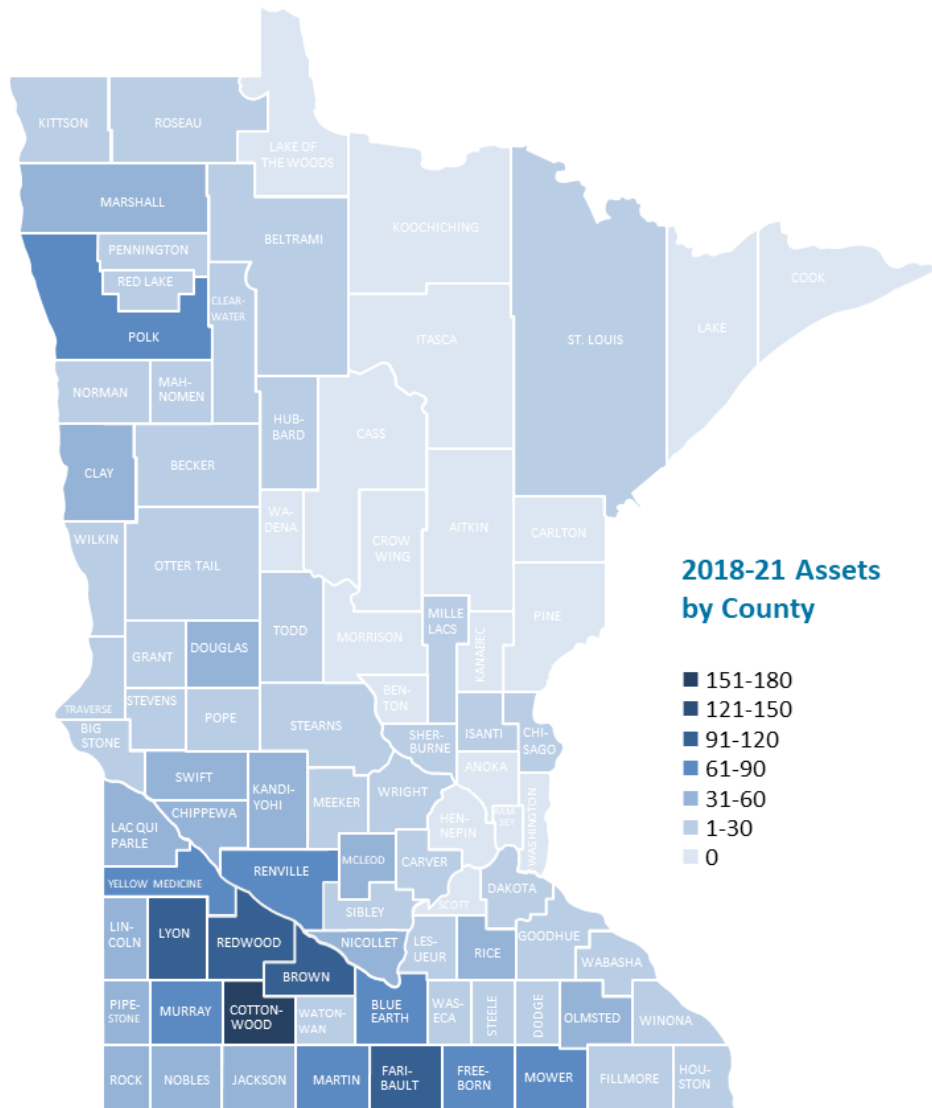 KITTSON
ROSEAU
LAKE OF
THE WOODS
MARSHALL
KOOCHICHING
BELTRAMI
PENNINGTON
RED LAKE
COOK
CLEAR-
WATER
LAKE
POLK
ITASCA
ST. LOUIS
NORMAN
MAH-
NOMEN
HUB-
BARD
CASS
CLAY
BECKER
WA-
DENA
AITKIN
CARLTON
WILKIN
CROW
WING
OTTER TAIL
2018-21 Assets
by County
MILLE
LACS
PINE
TODD
MORRISON
KANABEC
GRANT
DOUGLAS
BEN-
TON
151-180
TRAVERSE
STEVENS
POPE
121-150
BIG
STONE
STEARNS
SHER-
BURNE
ISANTI
CHI-
SAGO
91-120
ANOKA
61-90
SWIFT
KANDI-
YOHI
MEEKER
WRIGHT
31-60
CHIPPEWA
HEN-
NEPIN
SEY
WASHINGTON
1-30
LAC QUI
PARLE
0
MCLEOD
CARVER
RENVILLE
YELLOW MEDICINE
DAKOTA
SCOTT
SIBLEY
LIN-
COLN
LYON
REDWOOD
NICOLLET
LES-
UEUR
RICE
GOODHUE
WABASHA
BROWN
PIPE-
STONE
MURRAY
COTTON-
WOOD
WATON-
WAN
BLUE
EARTH
WAS-
ECA
STEELE
DODGE
OLMSTED
WINONA
ROCK
NOBLES
JACKSON
MARTIN
FARI-
BAULT
FREE-
BORN
MOWER
FILLMORE
HOU-
STON